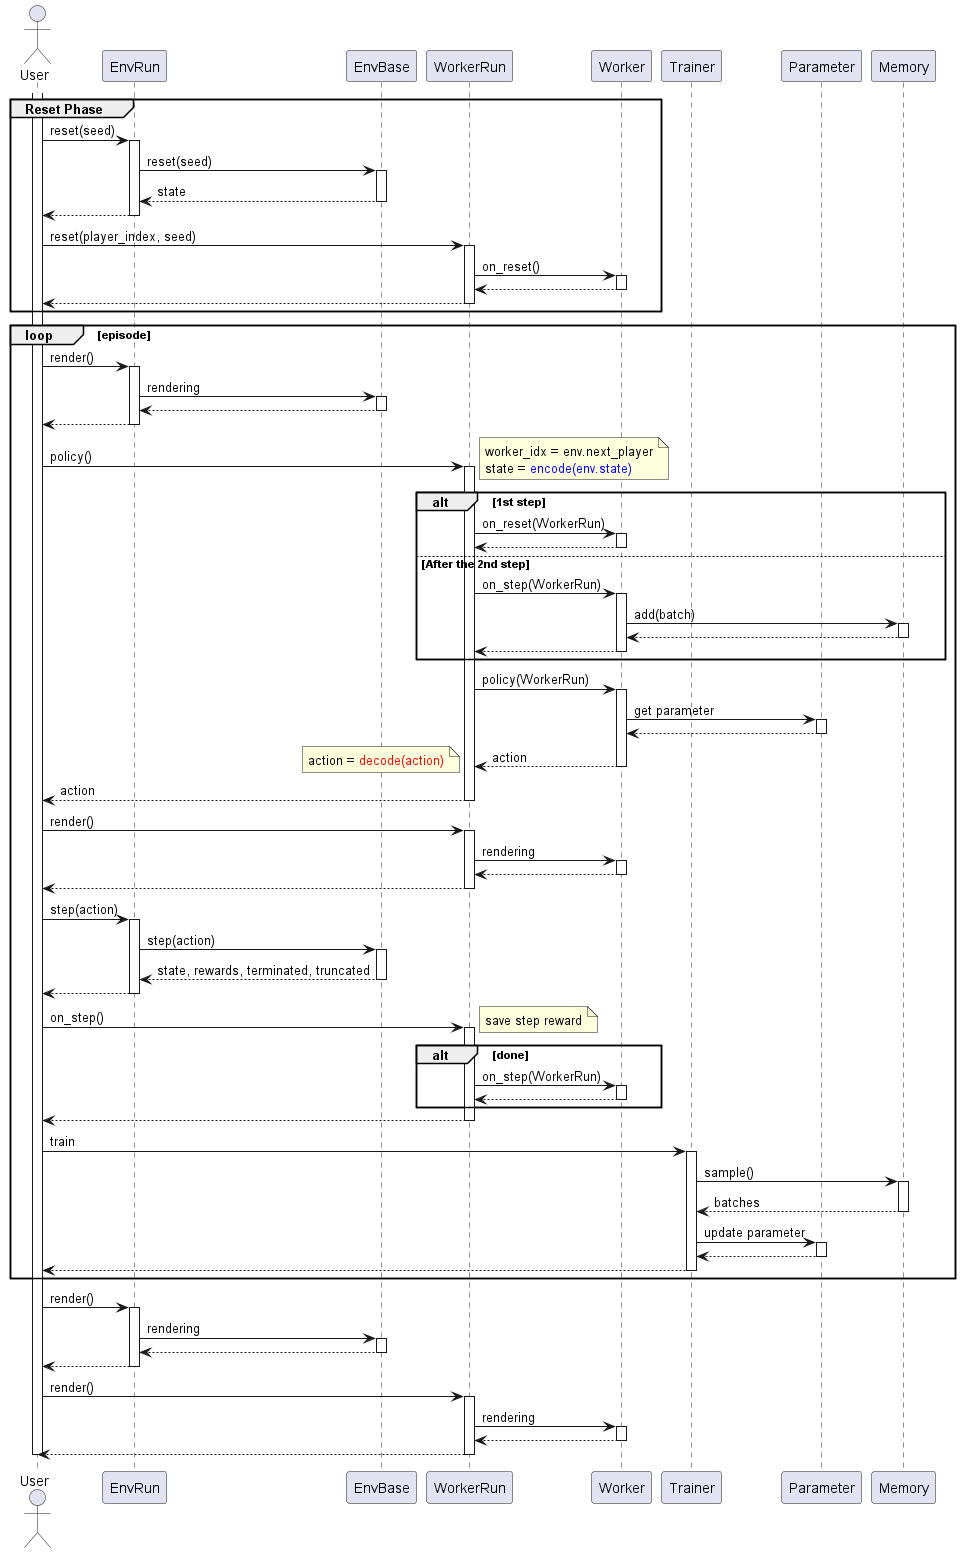 User
EnvRun
EnvBase
WorkerRun
Worker
Trainer
Parameter
Memory
Reset Phase
reset(seed)
reset(seed)
state
reset(player_index, seed)
on_reset()
loop
[episode]
render()
rendering
worker_idx = env.next_player
state = encode(env.state)
policy()
alt
[1st step]
on_reset(WorkerRun)
[After the 2nd step]
on_step(WorkerRun)
add(batch)
policy(WorkerRun)
get parameter
action
action = decode(action)
action
render()
rendering
step(action)
step(action)
state, rewards, terminated, truncated
on_step()
save step reward
alt
[done]
on_step(WorkerRun)
train
sample()
batches
update parameter
render()
rendering
render()
rendering
User
EnvRun
EnvBase
WorkerRun
Worker
Trainer
Parameter
Memory